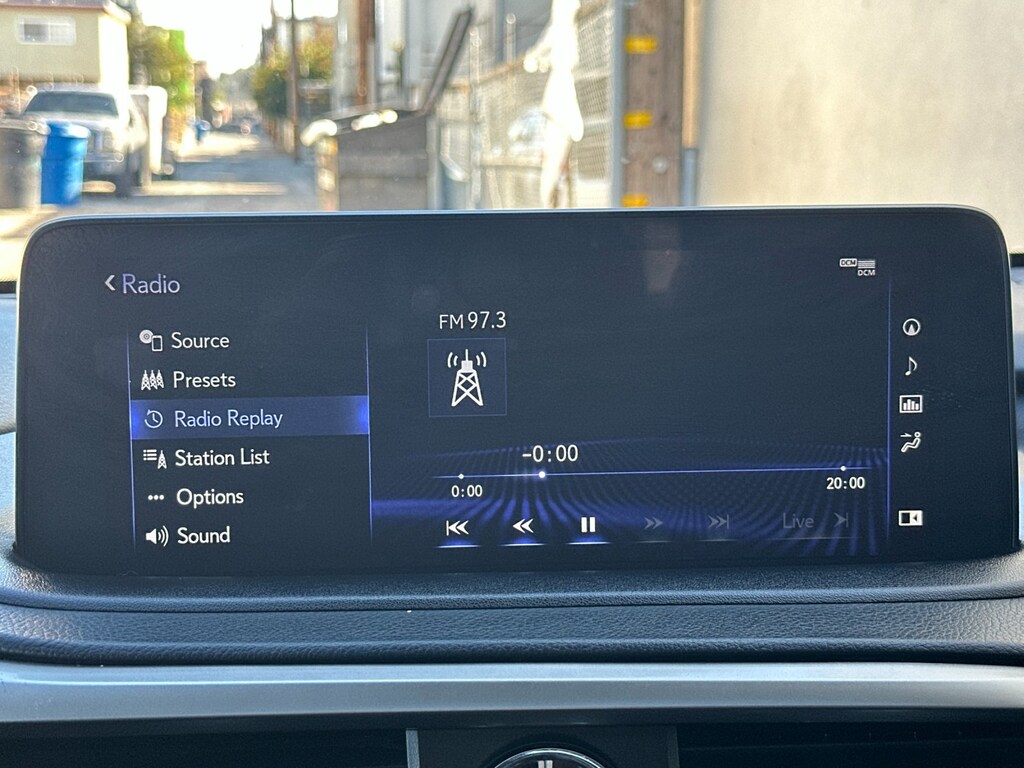 < Radio
DCM
DCM
Source
Presets
Radio Replay
Station List
Options
Sound
FM 97.3
-0:00
0:00
20:00
Live